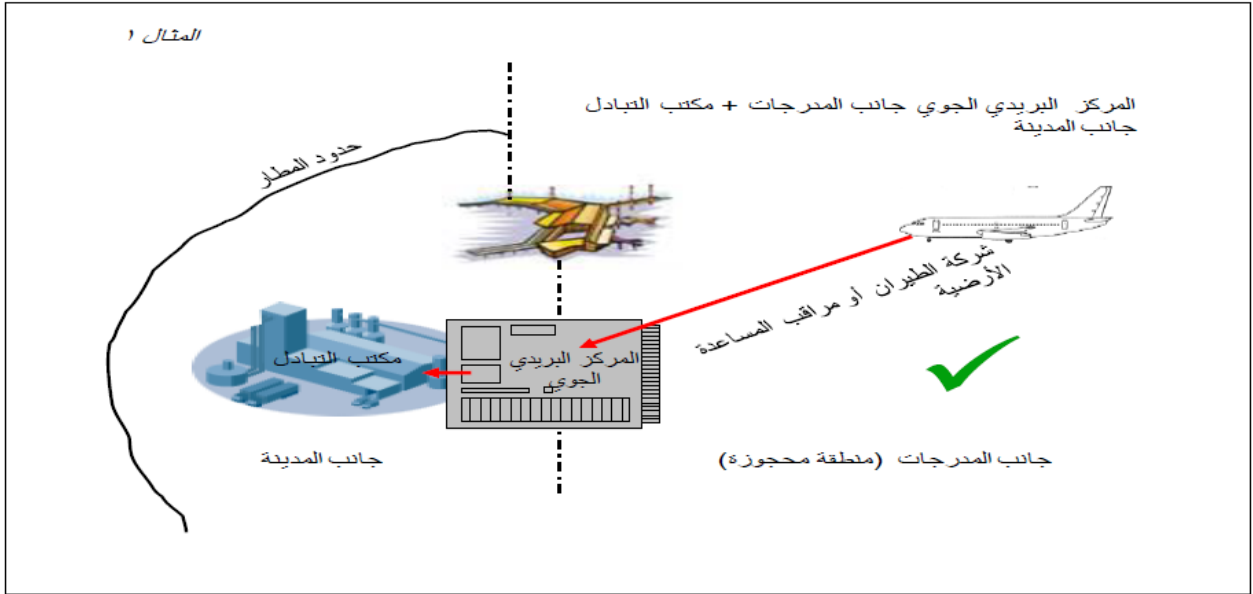 المثال ١
المركز البريدي الجوي جانب المدرجات + مكتب التبادل
جانب المدينة
حدود المطار
شركة الطيران أو مراقب المساعدة
الأرضية
المركز البريدي
الجوي
مكتب التبادل
جانب المدرجات (منطقة محجوزة)
جانب المدينة